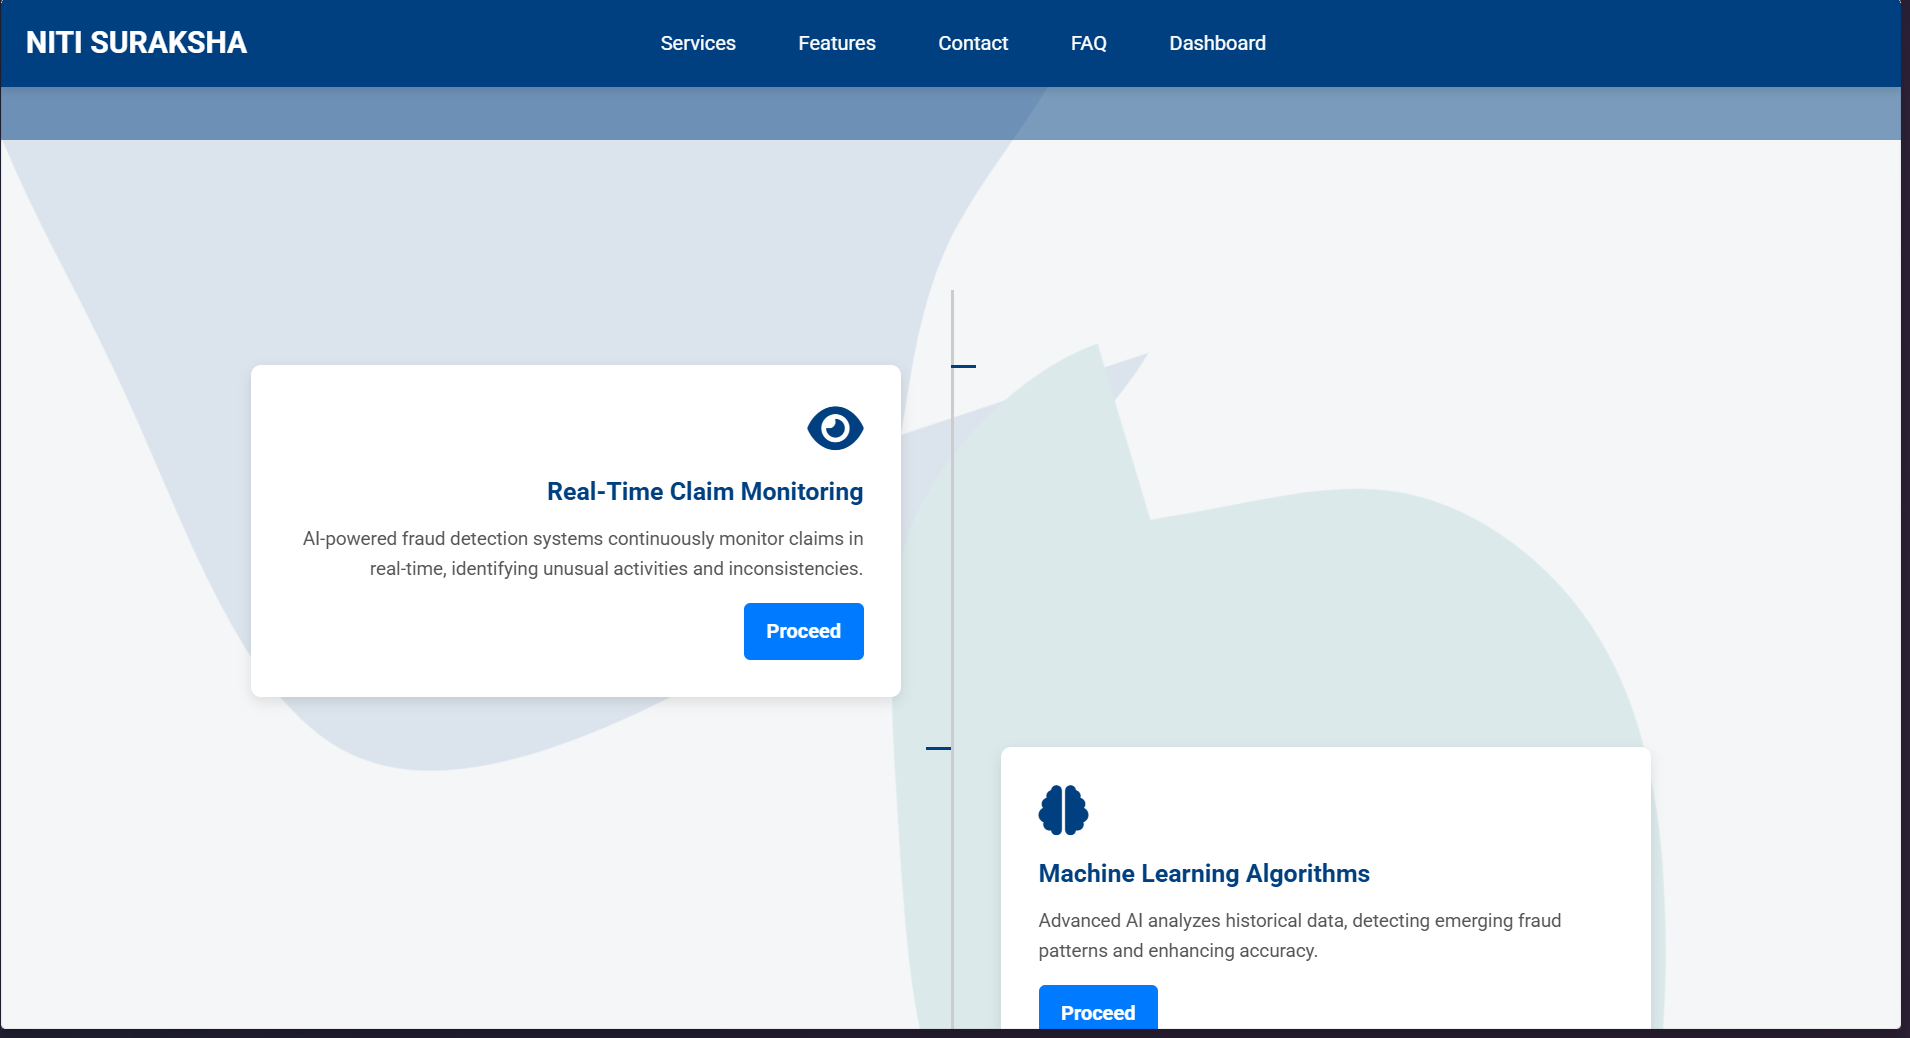 NITI SURAKSHA
Services Features Contact FAQ Dashboard
Real-Time Claim Monitoring
AI-powered fraud detection systems continuously monitor claims in
real-time, identifying unusual activities and inconsistencies.
Proceed
Machine Learning Algorithms
Advanced AI analyzes historical data, detecting emerging fraud
patterns and enhancing accuracy.
Proceed